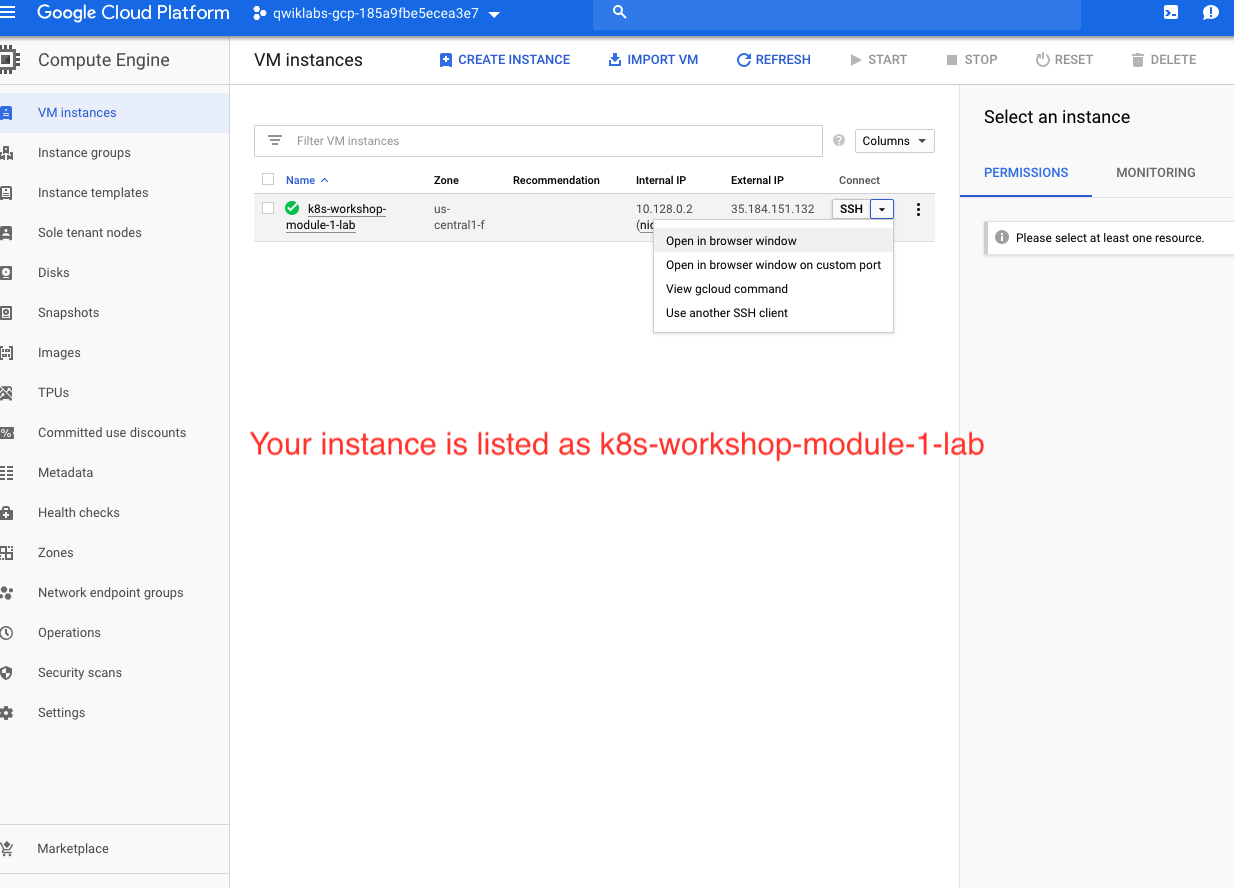 Google Cloud Platform
qwiklabs-gcp-185a9fbe5ecea3e7
Compute Engine
VM instances
CREATE INSTANCE
IMPORT VM
REFRESH
START
STOP
RESET
DELETE
VM instances
Instance groups
Instance templates
Sole tenant nodes
Disks
Snapshots
Images
TPUs
Committed use discounts
Metadata
Health checks
Zones
Network endpoint groups
Operations
Security scans
Settings
Marketplace
Filter VM instances
Columns
Name
Zone
Recommendation
Internal IP
External IP
Connect
k8s-workshop-
module-1-lab
us-
central1-f
10.128.0.2
(nic
35.184.151.132
SSH
Open in browser window
Open in browser window on custom port
View gcloud command
Use another SSH client
Your instance is listed as k8s-workshop-module-1-lab
Select an instance
PERMISSIONS
MONITORING
Please select at least one resource.